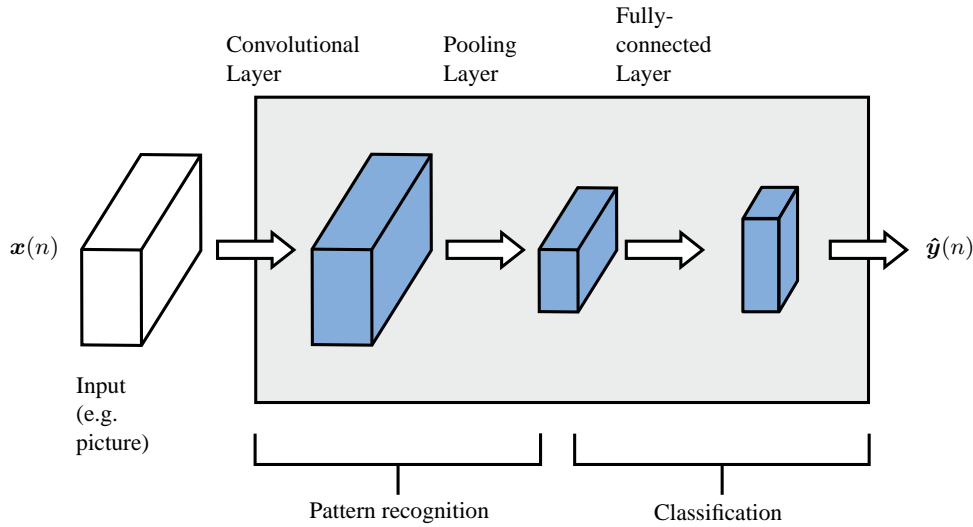 Convolutional
Layer
Pooling
Layer
Fully-
connected
Layer
𝒙(n)
ŷ(n)
Input
(e.g.
picture)
Pattern recognition
Classification